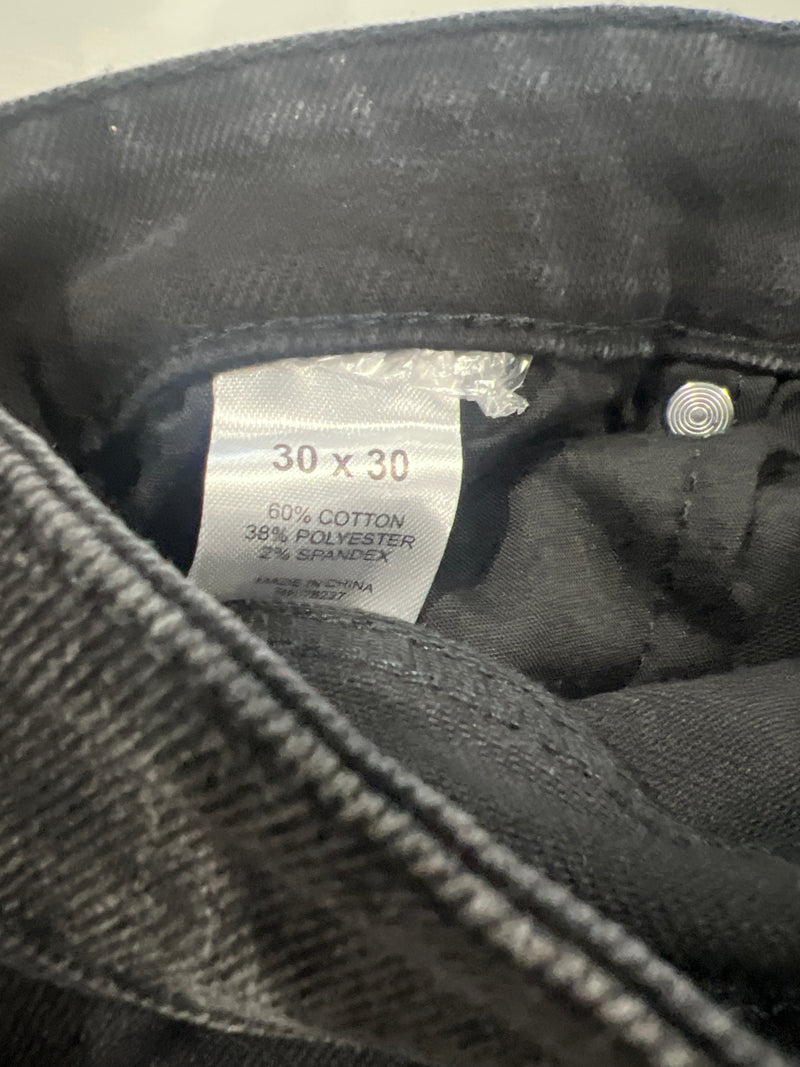 30 x 30
60% COTTON
38% POLYESTER
2% SPANDEX
MADE IN CHINA